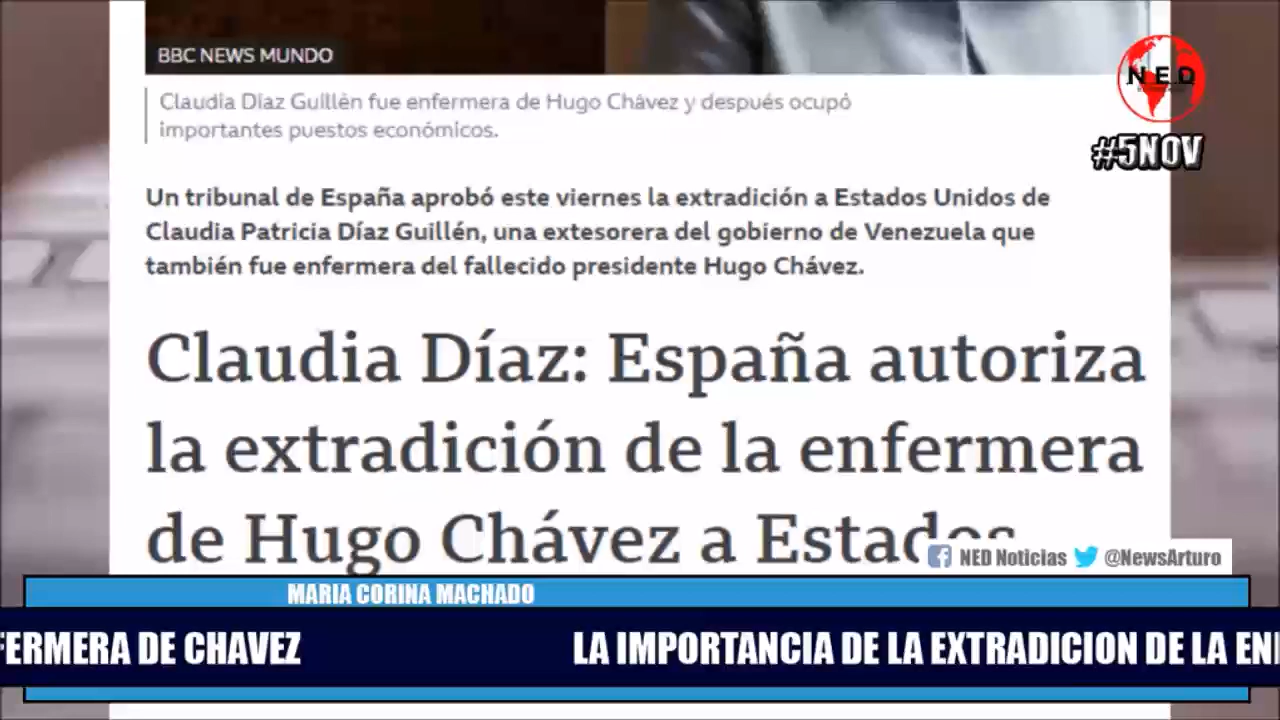 BBC NEWS MUNDO
Claudia Díaz Guillén fue enfermera de Hugo Chávez y después ocupó
importantes puestos económicos.
NED
#5NOV
Un tribunal de España aprobó este viernes la extradición a Estados Unidos de
Claudia Patricia Díaz Guillén, una extesorera del gobierno de Venezuela que
también fue enfermera del fallecido presidente Hugo Chávez.
Claudia Díaz: España autoriza
la extradición de la enfermera
de Hugo Chávez a Estados
NED Noticias @NewsArturo
MARIA CORINA MACHADO
FERMERA DE CHAVEZ LA IMPORTANCIA DE LA EXTRADICION DE LA EN